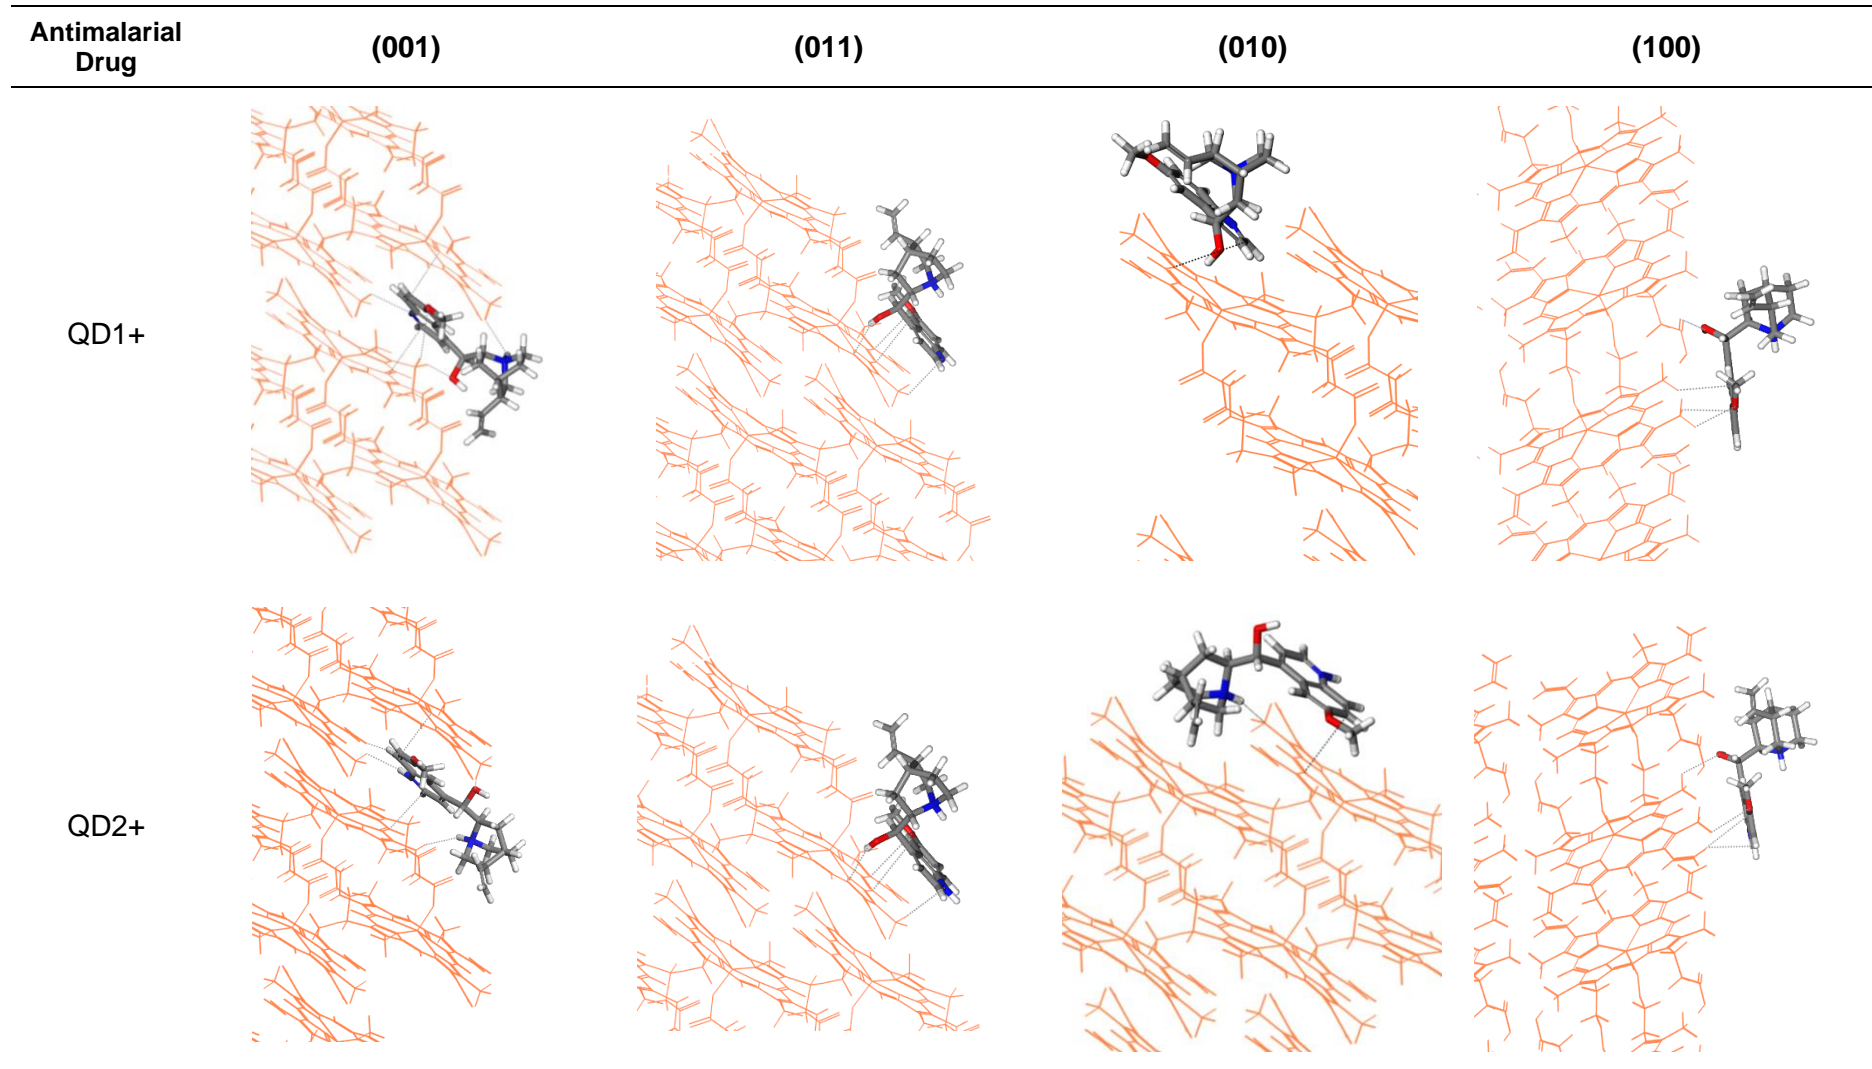 Antimalarial
Drug
(001)
(011)
(010)
(100)
QD1+
QD2+